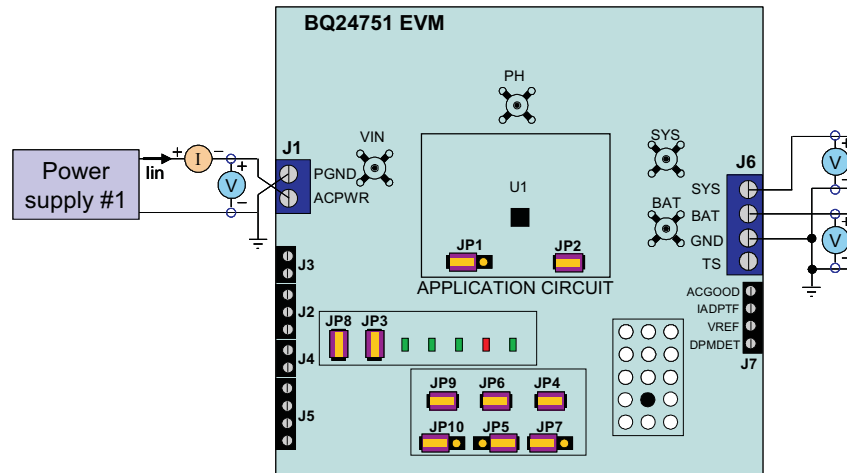 BQ24751 EVM
PH
VIN
SYS
J1
J6
Power
supply #1
+ I −
Iin
+
V
−
PGND
ACPWR
U1
SYS
BAT
BAT
GND
TS
+
V
−
+
V
−
JP1
JP2
APPLICATION CIRCUIT
J3
J2
J4
J5
JP8
JP3
ACGOOD
IADPTF
VREF
DPMDET
J7
JP9
JP6
JP4
JP10
JP5
JP7